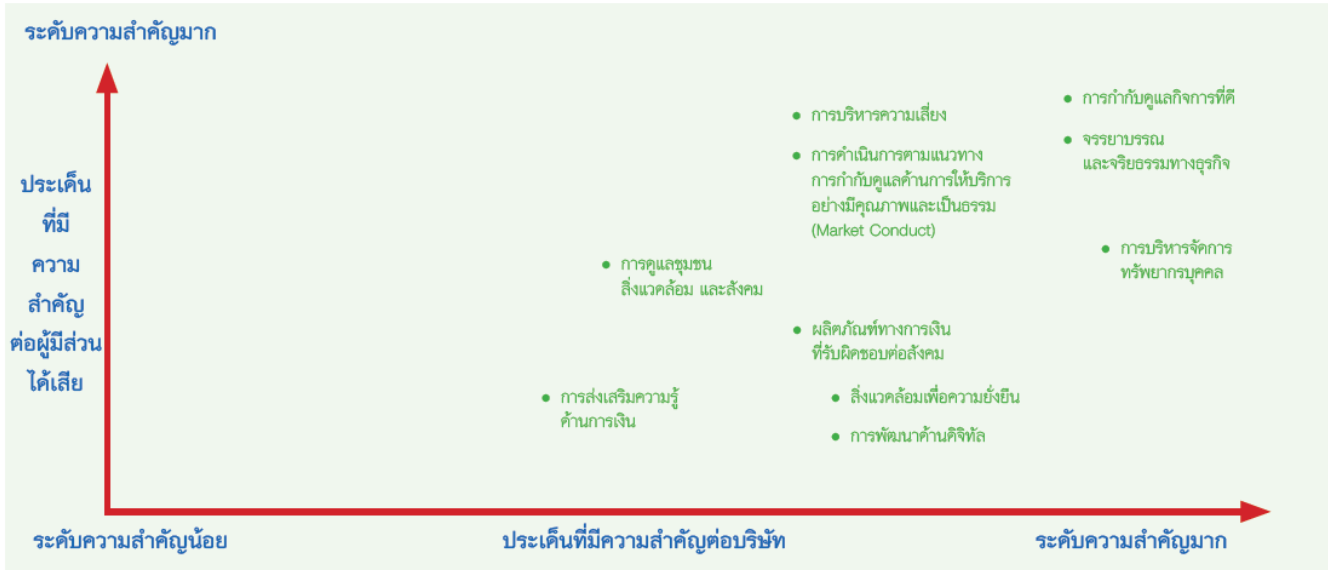 ระดับความสำคัญมาก
ประเด็น
ที่มี
ความ
สำคัญ
ต่อผู้มีส่วน
ได้เสีย
● การกำกับดูแลกิจการที่ดี
● จรรยาบรรณ
และจริยธรรมทางธุรกิจ
● การบริหารความเสี่ยง
● การดำเนินการตามแนวทาง
การกำกับดูแลด้านการให้บริการ
อย่างมีคุณภาพและเป็นธรรม
(Market Conduct)
● การบริหารจัดการ
ทรัพยากรบุคคล
● การดูแลชุมชน
สิ่งแวดล้อม และสังคม
● ผลิตภัณฑ์ทางการเงิน
ที่รับผิดชอบต่อสังคม
● การส่งเสริมความรู้
ด้านการเงิน
● สิ่งแวดล้อมเพื่อความยั่งยืน
● การพัฒนาด้านดิจิทัล
ระดับความสำคัญน้อย
ประเด็นที่มีความสำคัญต่อบริษัท
ระดับความสำคัญมาก